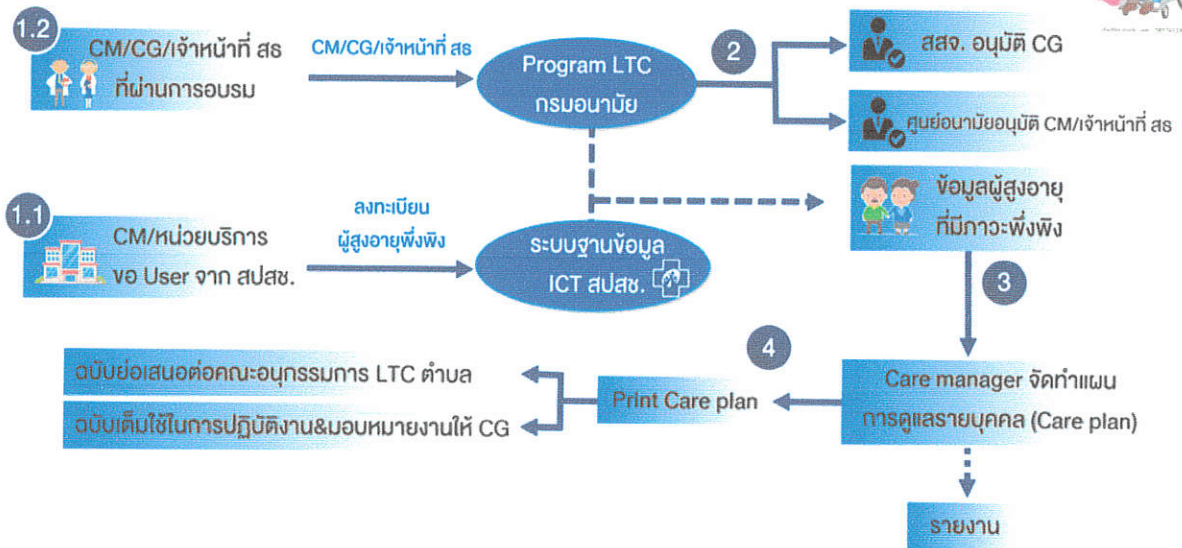 1.2
CM/CG/เจ้าหน้าที่ สธ
ที่ผ่านการอบรม
CM/CG/เจ้าหน้าที่ สธ
Program LTC
กรมอนามัย
2
สสจ. อนุมัติ CG
ศูนย์อนามัยอนุมัติ CM/เจ้าหน้าที่ สธ
1.1
CM/หน่วยบริการ
ขอ User จาก สปสช.
ลงทะเบียน
ผู้สูงอายุพึ่งพิง
ระบบฐานข้อมูล
ICT สปสช.
ข้อมูลผู้สูงอายุ
ที่มีภาวะพึ่งพิง
3
Care manager จัดทำแผน
การดูแลรายบุคคล (Care plan)
4
Print Care plan
ฉบับย่อเสนอต่อคณะอนุกรรมการ LTC ตำบล
ฉบับเต็มใช้ในการปฏิบัติงาน&มอบหมายงานให้ CG
รายงาน